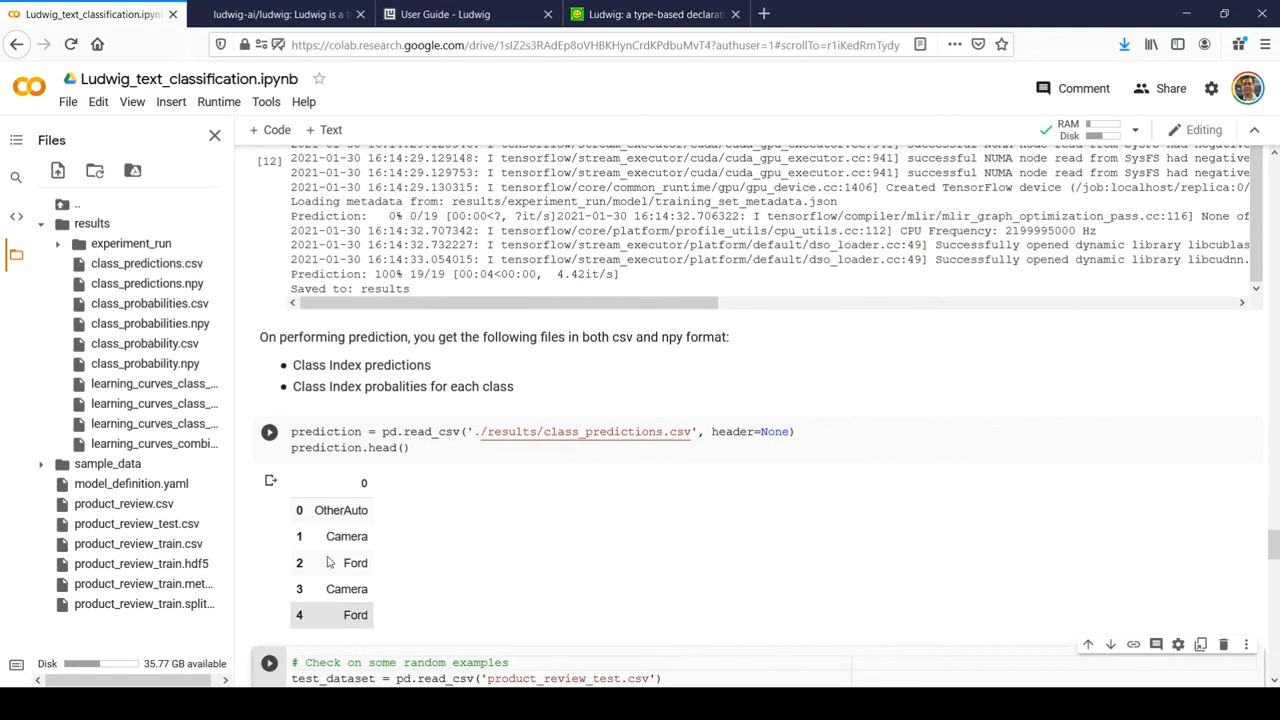 Ludwig_text_classification.ipynb
ludwig-ai/ludwig: Ludwig is a t
User Guide - Ludwig
Ludwig: a type-based declarati
https://colab.research.google.com/drive/1sIZ2s3RAdEp8oVHBKHynCrdKPdbuMvT4?authuser=1#scrollTo=r1iKedRmTydy
Ludwig_text_classification.ipynb
Comment
Share
File Edit View Insert Runtime Tools Help
Files
+ Code + Text
RAM
Disk
Editing
..
results
experiment_run
class_predictions.csv
class_predictions.npy
class_probabilities.csv
class_probabilities.npy
class_probability.csv
class_probability.npy
learning_curves_class_...
learning_curves_class_...
learning_curves_class_...
learning_curves_combi...
sample_data
model_definition.yaml
product_review.csv
product_review_test.csv
product_review_train.csv
product_review_train.hdf5
product_review_train.met...
product_review_train.split...
Disk 35.77 GB available
[12]
2021-01-30 16:14:29.129148: I tensorflow/stream_executor/cuda/cuda_gpu_executor.cc:941] successful NUMA node read from SysFS had negative
2021-01-30 16:14:29.129753: I tensorflow/stream_executor/cuda/cuda_gpu_executor.cc:941] successful NUMA node read from SysFS had negative
2021-01-30 16:14:29.130315: I tensorflow/core/common_runtime/gpu/gpu_device.cc:1406] Created TensorFlow device (/job:localhost/replica:0/
Loading metadata from: results/experiment_run/model/training_set_metadata.json
Prediction: 0% 0/19 [00:00<?, ?it/s]2021-01-30 16:14:32.706322: I tensorflow/compiler/mlir/mlir_graph_optimization_pass.cc:116] None of
2021-01-30 16:14:32.707342: I tensorflow/core/platform/profile_utils/cpu_utils.cc:112] CPU Frequency: 2199995000 Hz
2021-01-30 16:14:32.732227: I tensorflow/stream_executor/platform/default/dso_loader.cc:49] Successfully opened dynamic library libcublas
2021-01-30 16:14:33.054015: I tensorflow/stream_executor/platform/default/dso_loader.cc:49] Successfully opened dynamic library libcudnn.
Prediction: 100% 19/19 [00:04<00:00, 4.42it/s]
Saved to: results
On performing prediction, you get the following files in both csv and npy format:
Class Index predictions
Class Index probalities for each class
prediction = pd.read_csv('./results/class_predictions.csv', header=None)
prediction.head()
0
0 OtherAuto
1 Camera
2 Ford
3 Camera
4 Ford
# Check on some random examples
test_dataset = pd.read_csv('product_review_test.csv')